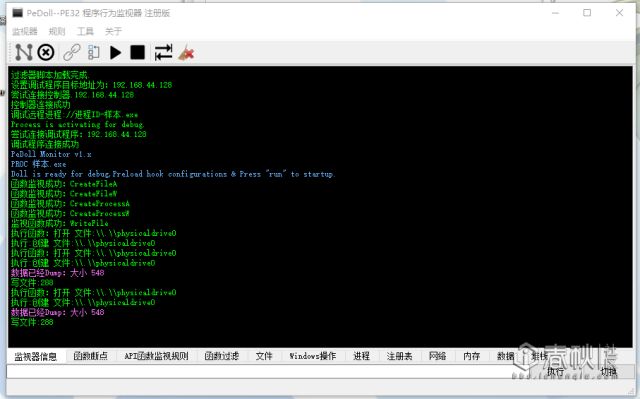 PeDoll--PE32 程序行为监视器 注册版
监视器 规则 工具 关于
过滤器脚本加载完成
设置调试程序目标地址为: 192.168.44.128
尝试连接控制器.192.168.44.128
控制器连接成功
调试远程进程://进程ID-样本.exe
Process is activating for debug.
尝试连接调试程序: 192.168.44.128
调试程序连接成功
PeDoll Monitor v1.x
PROC 样本.exe
Doll is ready for debug,Preload hook configurations & Press "run" to startup.
函数监视成功: CreateFileA
函数监视成功: CreateFileW
函数监视成功: CreateProcessA
函数监视成功: CreateProcessW
监视函数成功: WriteFile
执行函数: 打开 文件:\\.\\physicaldrive0
执行 创建 文件:\\.\\physicaldrive0
执行函数: 打开 文件:\\.\\physicaldrive0
执行 创建 文件:\\.\\physicaldrive0
数据已经Dump: 大小 548
写文件:288
执行函数: 打开 文件:\\.\\physicaldrive0
执行 创建 文件:\\.\\physicaldrive0
数据已经Dump: 大小 548
写文件:288
监视器信息 函数断点 API函数监视规则 函数过滤 文件 Windows操作 进程 注册表 网络 内存 数据 堆栈
执行 切换